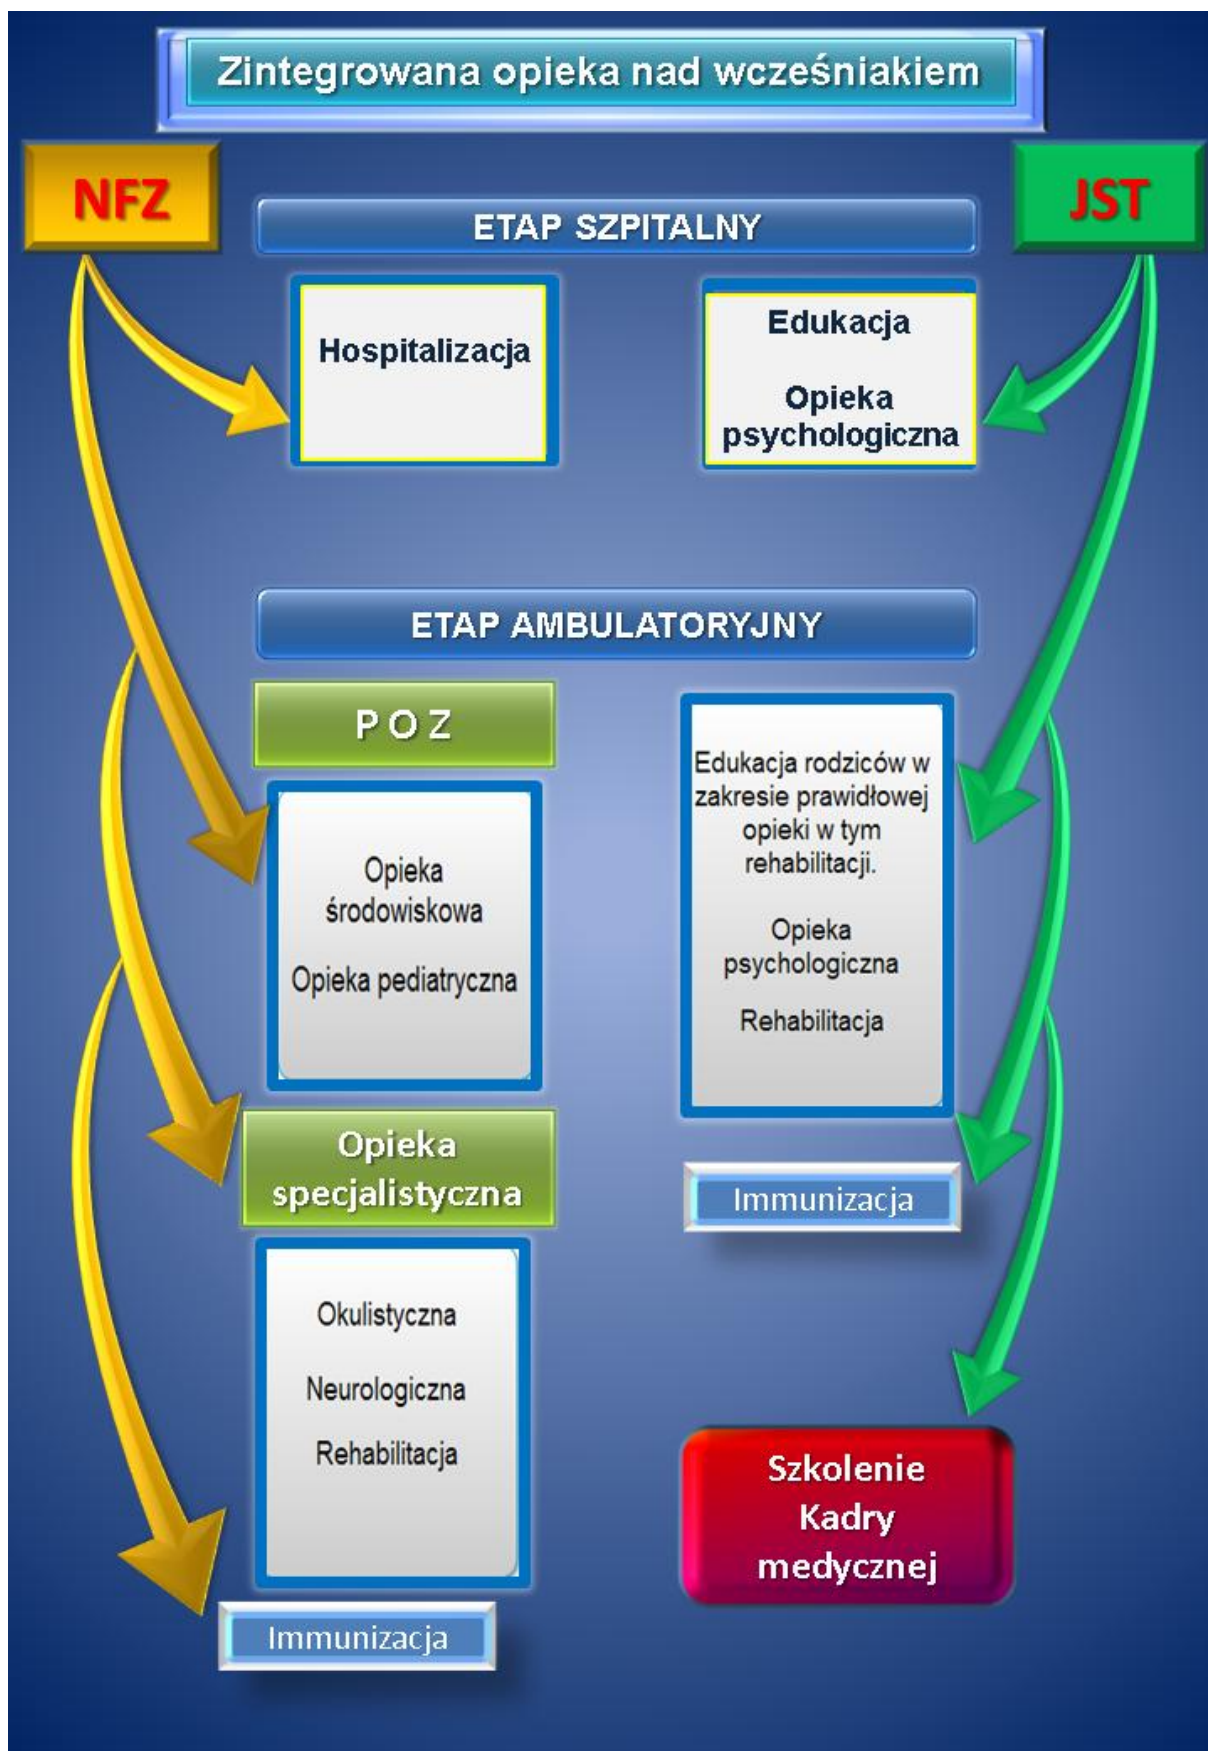 Zintegrowana opieka nad wcześniakiem
NFZ
JST
ETAP SZPITALNY
Hospitalizacja
Edukacja
Opieka
psychologiczna
ETAP AMBULATORYJNY
P O Z
Opieka
środowiskowa
Opieka pediatryczna
Edukacja rodziców w
zakresie prawidłowej
opieki w tym
rehabilitacji.
Opieka
psychologiczna
Rehabilitacja
Opieka
specjalistyczna
Immunizacja
Okulistyczna
Neurologiczna
Rehabilitacja
Szkolenie
Kadry
medycznej
Immunizacja